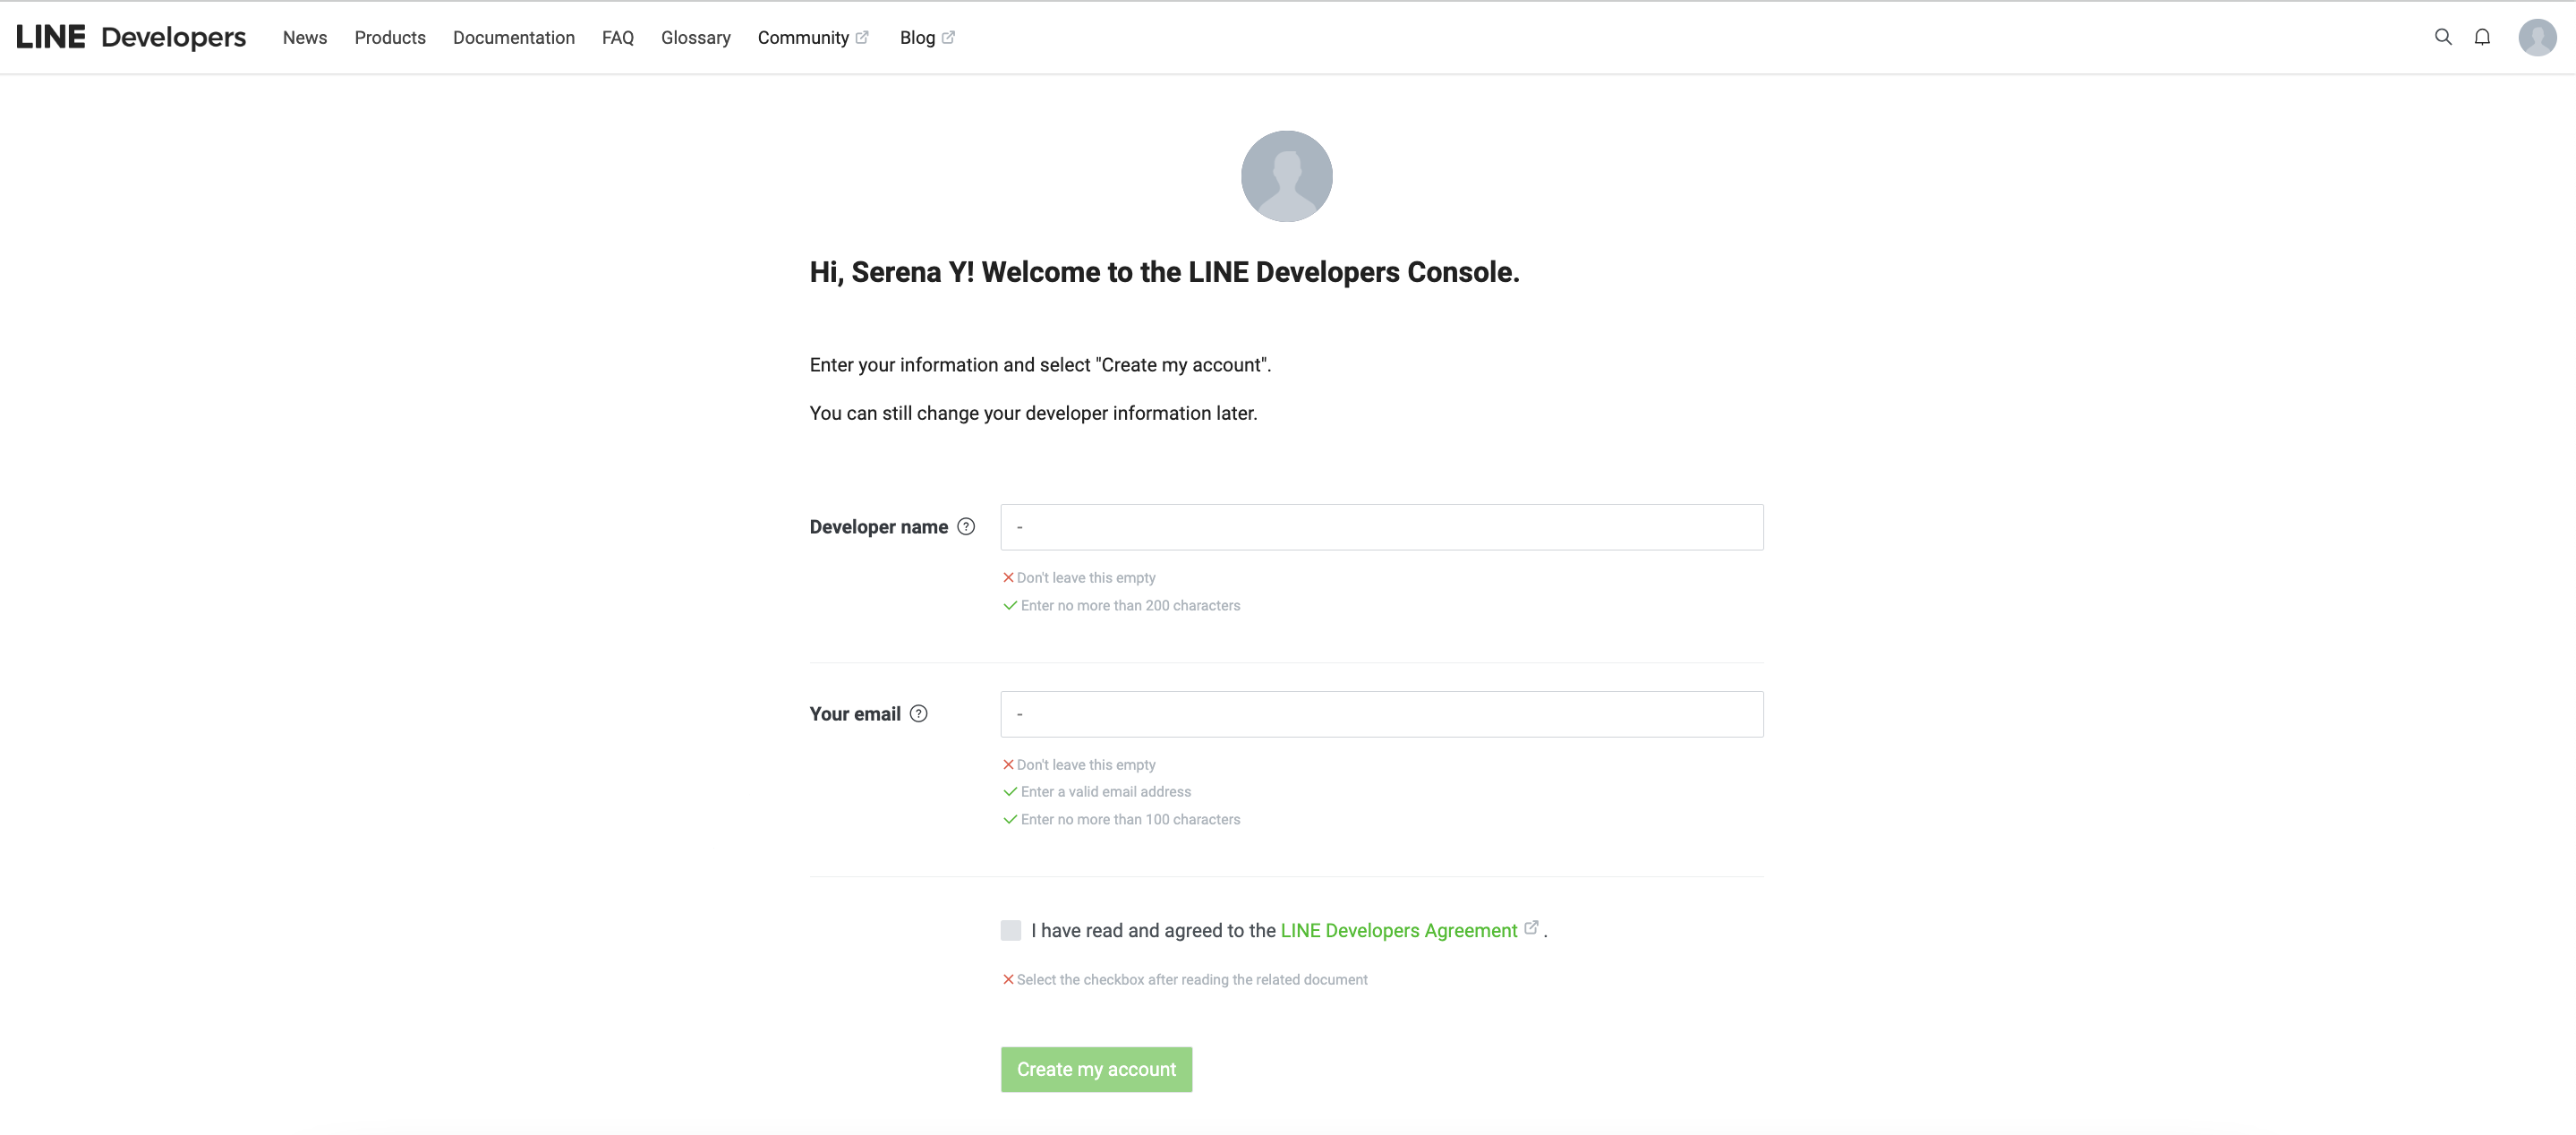 LINE Developers News Products Documentation FAQ Glossary Community Blog
Hi, Serena Y! Welcome to the LINE Developers Console.
Enter your information and select "Create my account".
You can still change your developer information later.
Developer name ? -
Don't leave this empty
Enter no more than 200 characters
Your email ? -
Don't leave this empty
Enter a valid email address
Enter no more than 100 characters
I have read and agreed to the LINE Developers Agreement .
Select the checkbox after reading the related document
Create my account